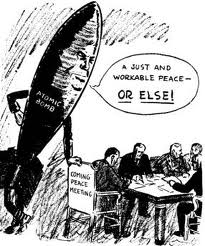 A JUST AND
WORKABLE PEACE—
OR ELSE!
ATOMIC
BOMB
COMING
PEACE
MEETING